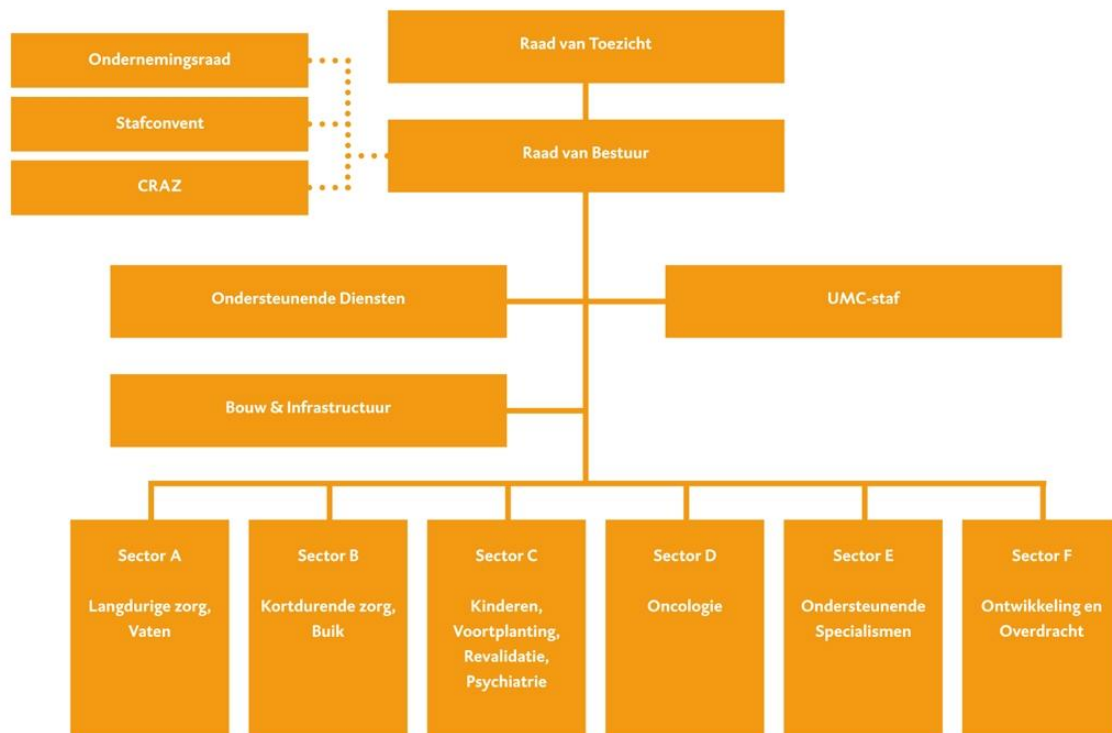 Raad van Toezicht
Ondernemingsraad
Stafconvent
Raad van Bestuur
CRAZ
Ondersteunende Diensten
UMC-staf
Bouw & Infrastructuur
Sector A
Langdurige zorg,
Vaten
Sector B
Kortdurende zorg,
Buik
Sector C
Kinderen,
Voortplanting,
Revalidatie,
Psychiatrie
Sector D
Oncologie
Sector E
Ondersteunende
Specialismen
Sector F
Ontwikkeling en
Overdracht